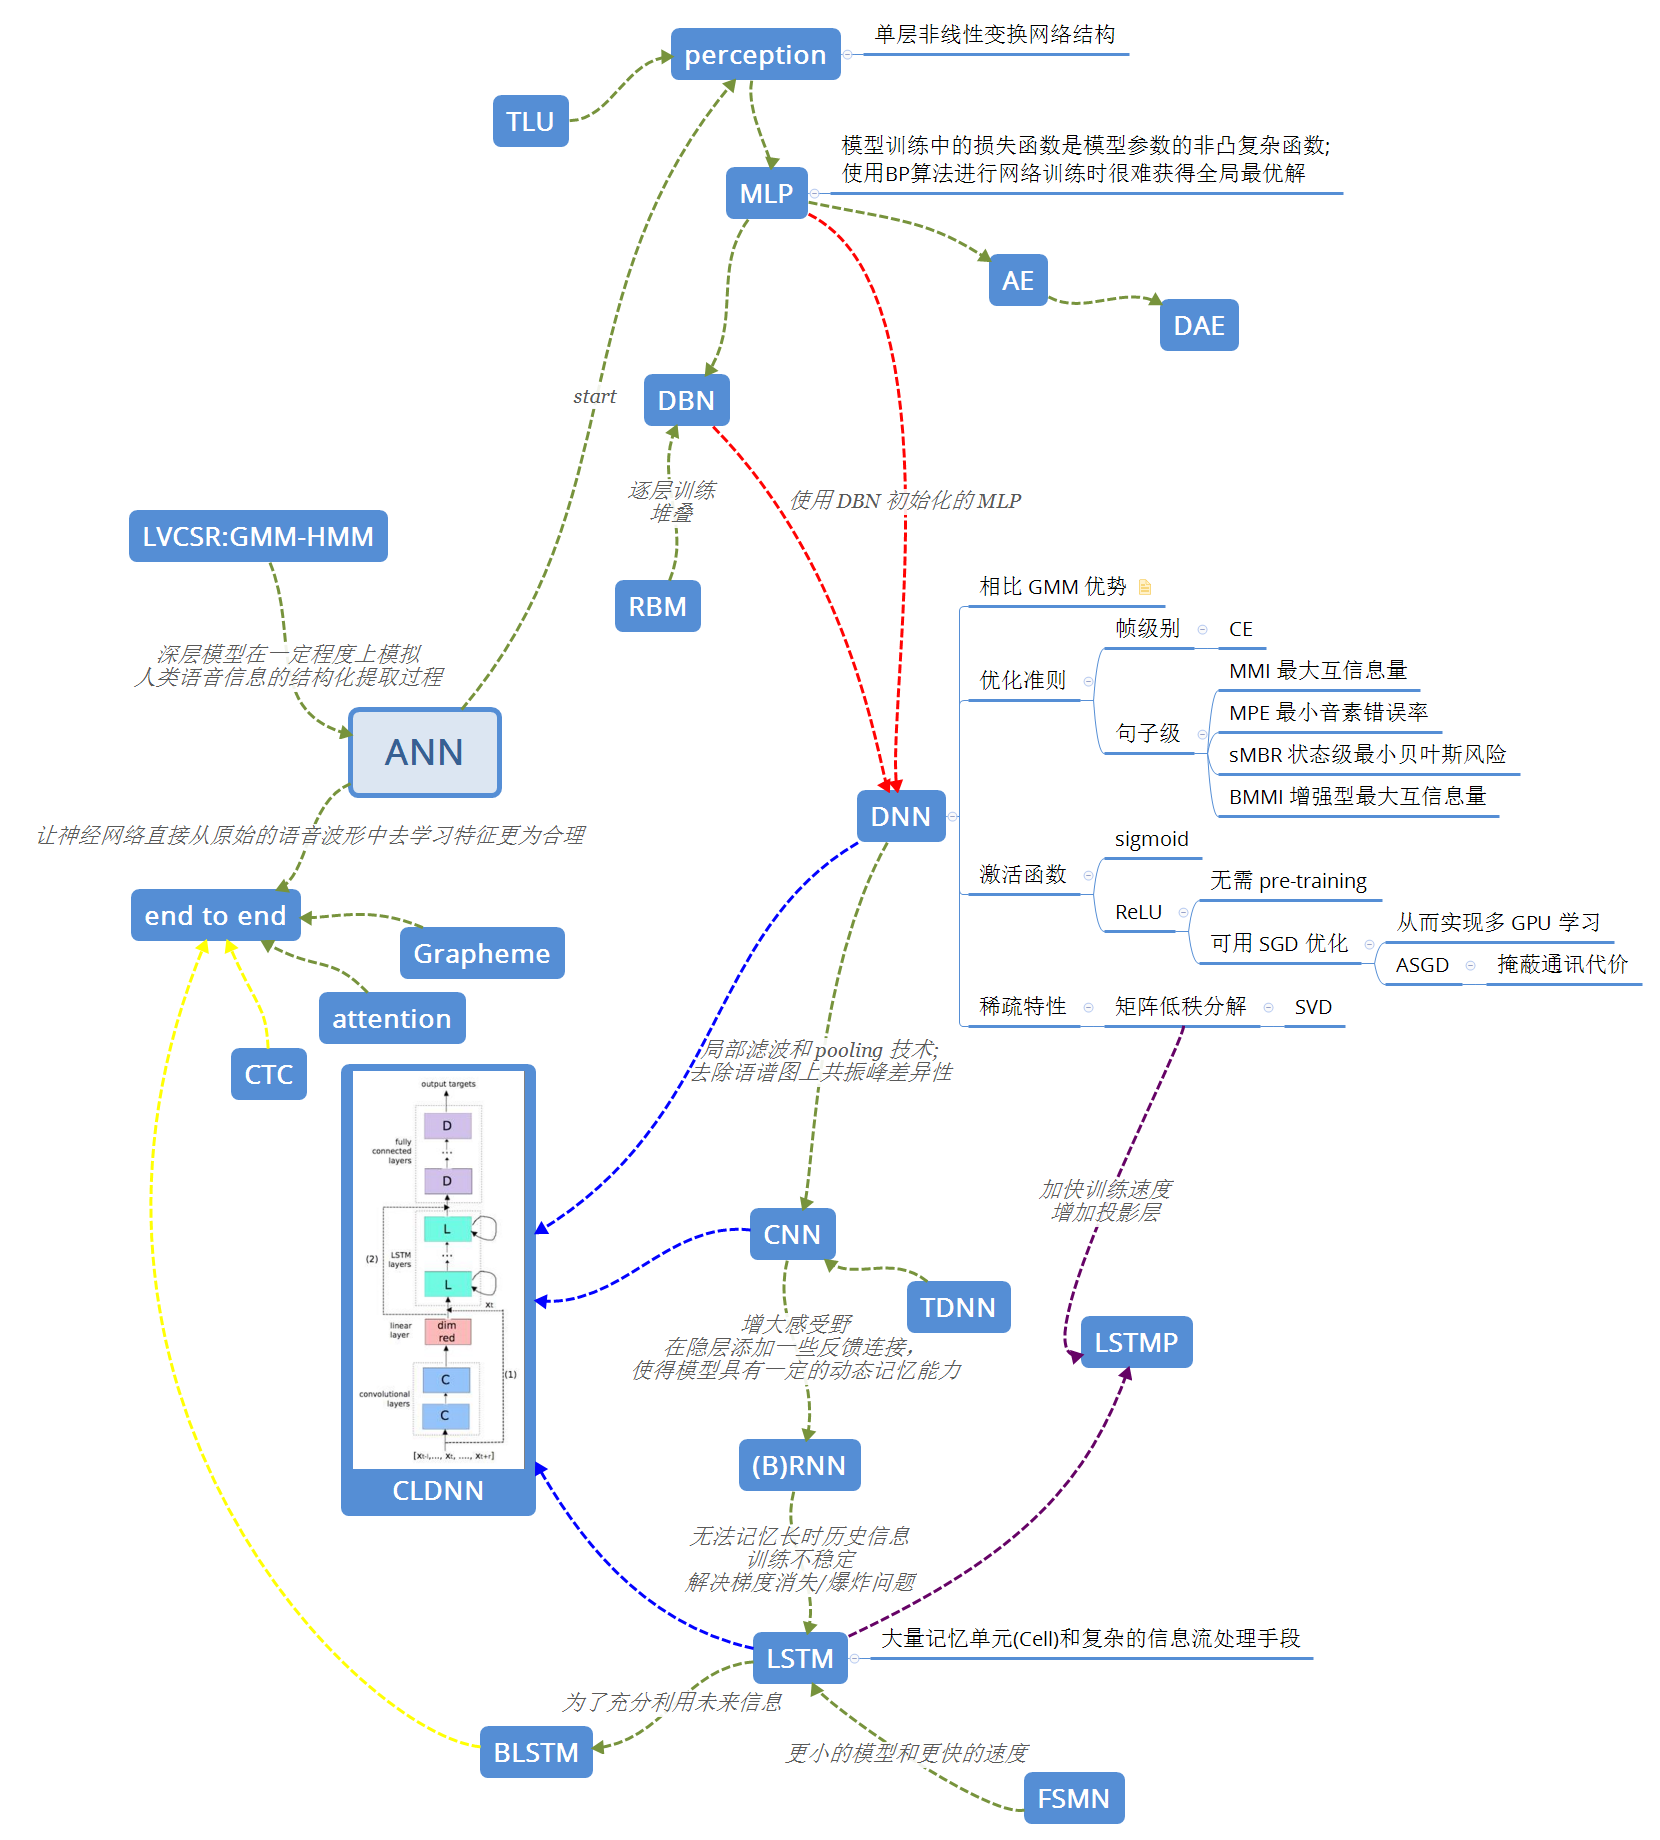 perception
单层非线性变换网络结构
TLU
模型训练中的损失函数是模型参数的非凸复杂函数;
使用BP算法进行网络训练时很难获得全局最优解
MLP
AE
DAE
start
DBN
逐层训练
堆叠
使用 DBN 初始化的 MLP
LVCSR:GMM-HMM
RBM
深层模型在一定程度上模拟
人类语音信息的结构化提取过程
ANN
让神经网络直接从原始的语音波形中去学习特征更为合理
end to end
Grapheme
attention
CTC
DNN
相比 GMM 优势
优化准则
帧级别
CE
句子级
MMI 最大互信息量
MPE 最小音素错误率
sMBR 状态级最小贝叶斯风险
BMMI 增强型最大互信息量
激活函数
sigmoid
ReLU
无需 pre-training
可用 SGD 优化
从而实现多 GPU 学习
ASGD
掩蔽通讯代价
稀疏特性
矩阵低秩分解
SVD
局部滤波和 pooling 技术;
去除语谱图上共振峰差异性
output targets
D
fully
connected
layers
...
D
L
(2)
LSTM
layers
...
L
xt
linear
layer
dim
red
(1)
C
convolutional
layers
C
[xt-l,..., xt, ...., xt+r]
CLDNN
加快训练速度
增加投影层
CNN
TDNN
LSTMP
增大感受野
在隐层添加一些反馈连接，
使得模型具有一定的动态记忆能力
(B)RNN
无法记忆长时历史信息
训练不稳定
解决梯度消失/爆炸问题
LSTM
大量记忆单元(Cell)和复杂的信息流处理手段
为了充分利用未来信息
BLSTM
更小的模型和更快的速度
FSMN